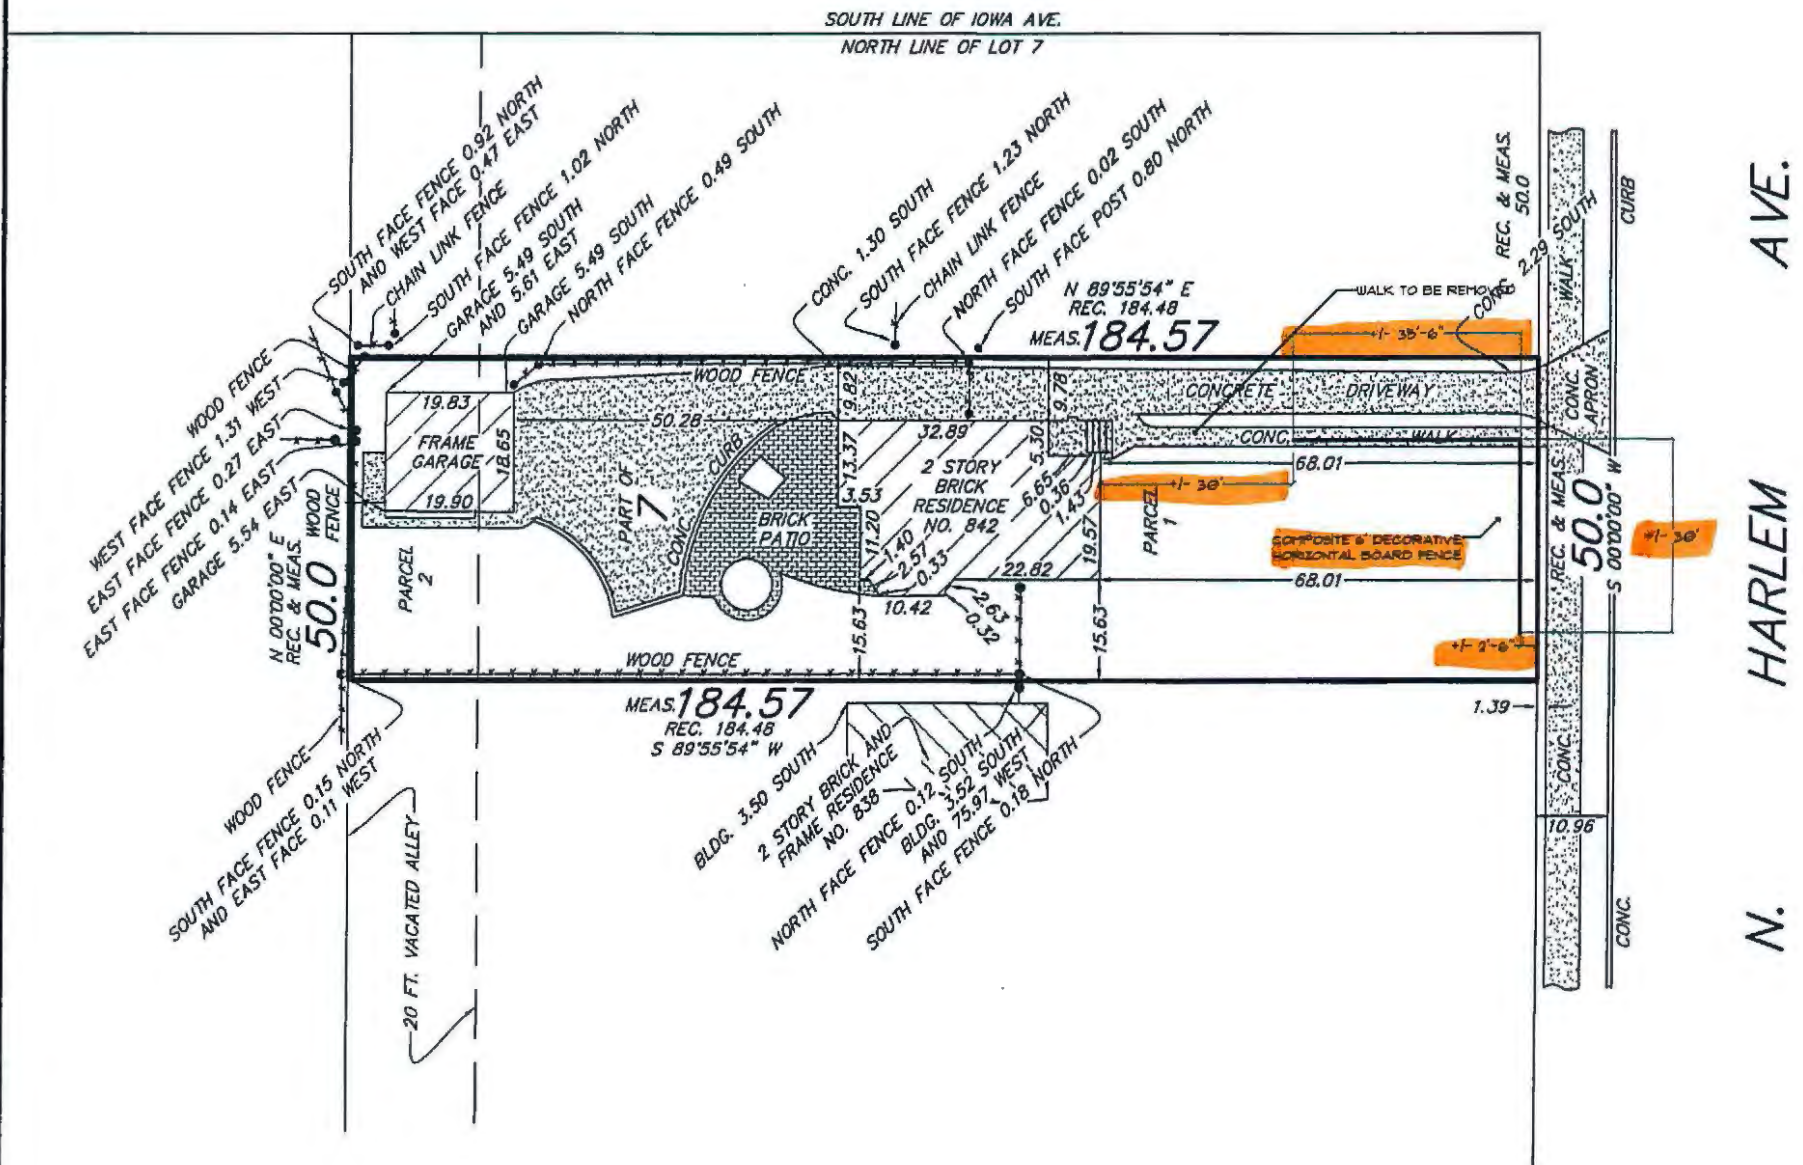 SOUTH LINE OF IOWA AVE.
NORTH LINE OF LOT 7
SOUTH FACE FENCE 0.92 NORTH
AND WEST FACE 0.47 EAST
CHAIN LINK FENCE
SOUTH FACE FENCE 1.02 NORTH
GARAGE 5.49 SOUTH
AND 5.61 EAST
GARAGE 5.49 SOUTH
NORTH FACE FENCE 0.49 SOUTH
CONC. 1.30 SOUTH
SOUTH FACE FENCE 1.23 NORTH
CHAIN LINK FENCE
NORTH FACE FENCE 0.02 SOUTH
SOUTH FACE POST 0.80 NORTH
N 89°55'54" E
REC. 184.48
MEAS. 184.57
WALK TO BE REMOVED
REC. & MEAS.
50.0
CONC. 2.29 SOUTH
+/- 35'-6"
WALK
CURB
CONC.
APRON
N. HARLEM AVE.
WOOD FENCE
WEST FACE FENCE 1.31 WEST
EAST FACE FENCE 0.27 EAST
EAST FACE FENCE 0.14 EAST
GARAGE 5.54 EAST
N 00°00'00" E
REC. & MEAS.
50.0
WOOD
FENCE
WOOD FENCE
19.83
FRAME
GARAGE
18.65
19.90
50.28
PARCEL
2
PART OF
7
CONC. CURB
BRICK
PATIO
9.82
13.37
3.53
11.20
32.89
2 STORY
BRICK
RESIDENCE
NO. 842
9.78
5.30
6.65
0.36
1.43
19.57
1.40
2.57
0.33
22.82
10.42
2.63
0.32
15.63
15.63
CONCRETE DRIVEWAY
CONC. WALK
68.01
+/- 30'
PARCEL
1
COMPOSITE 6' DECORATIVE
HORIZONTAL BOARD FENCE
68.01
REC. & MEAS.
50.0
S 00°00'00" W
+/- 30'
+/- 2'-6"
WOOD FENCE
MEAS. 184.57
REC. 184.48
S 89°55'54" W
1.39
WOOD FENCE
SOUTH FACE FENCE 0.15 NORTH
AND EAST FACE 0.11 WEST
20 FT. VACATED ALLEY
BLDG. 3.50 SOUTH
2 STORY BRICK AND
FRAME RESIDENCE
NO. 838
NORTH FACE FENCE 0.12 SOUTH
BLDG. 3.52 SOUTH
AND 75.97 WEST
SOUTH FACE FENCE 0.18 NORTH
CONC.
10.96
CONC.